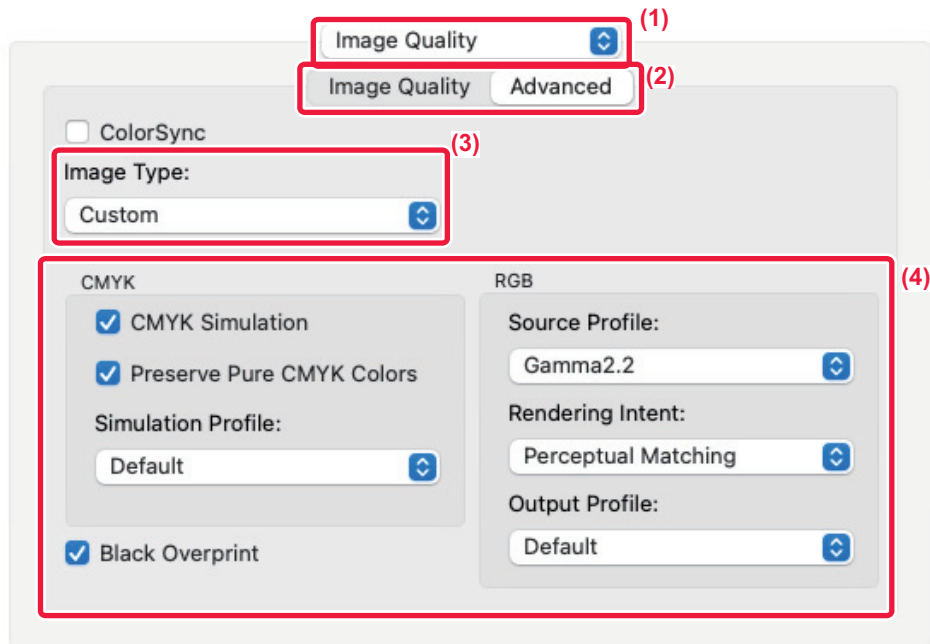 (1)
Image Quality
(2)
Image Quality Advanced
ColorSync
(3)
Image Type:
Custom
(4)
CMYK
CMYK Simulation
Preserve Pure CMYK Colors
Simulation Profile:
Default
Black Overprint
RGB
Source Profile:
Gamma2.2
Rendering Intent:
Perceptual Matching
Output Profile:
Default